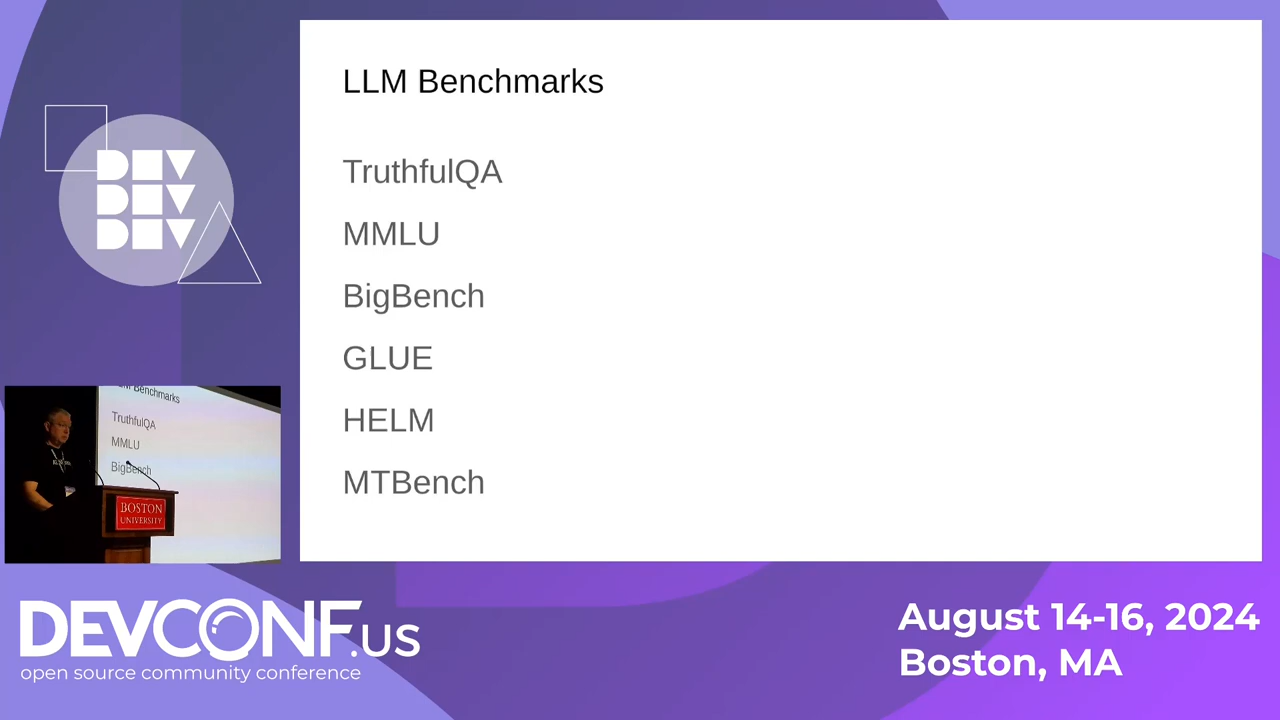 LLM Benchmarks
TruthfulQA
MMLU
BigBench
GLUE
HELM
MTBench
DEV
DEV
DEV
LLM Benchmarks
TruthfulQA
MMLU
BigBench
BOSTON
UNIVERSITY
DEVCONF.US
open source community conference
August 14-16, 2024
Boston, MA